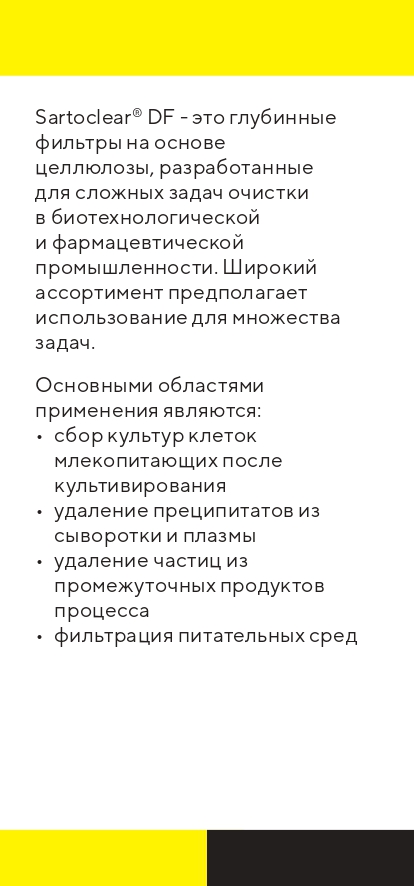 Sartoclear® DF - это глубинные
фильтры на основе
целлюлозы, разработанные
для сложных задач очистки
в биотехнологической
и фармацевтической
промышленности. Широкий
ассортимент предполагает
использование для множества
задач.
Основными областями
применения являются:
• сбор культур клеток
млекопитающих после
культивирования
• удаление преципитатов из
сыворотки и плазмы
• удаление частиц из
промежуточных продуктов
процесса
• фильтрация питательных сред